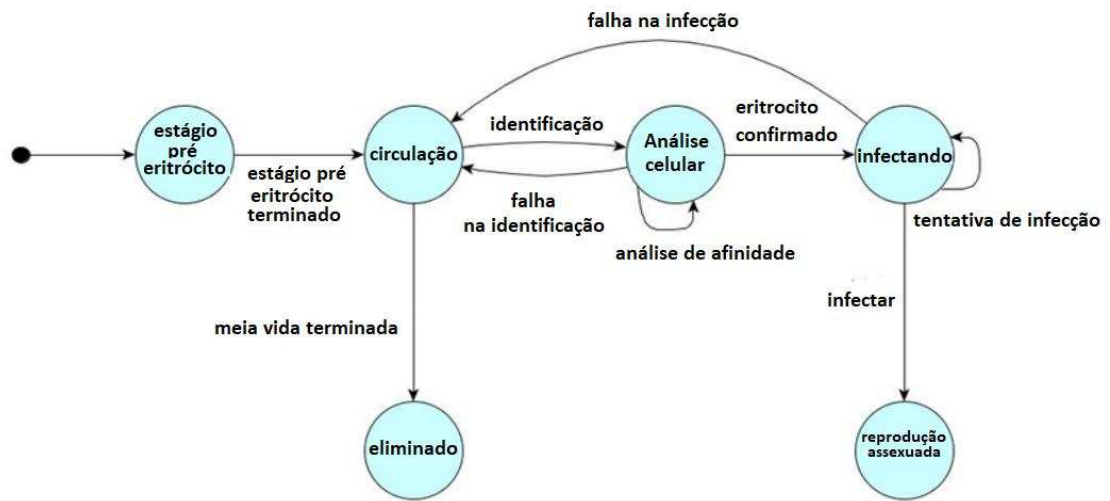 falha na infecção
estágio
pré
eritrócito
estágio pré
eritrócito
terminado
circulação
identificação
falha
na identificação
Análise
celular
análise de afinidade
eritrocito
confirmado
infectando
tentativa de infecção
meia vida terminada
infectar
eliminado
reprodução
assexuada